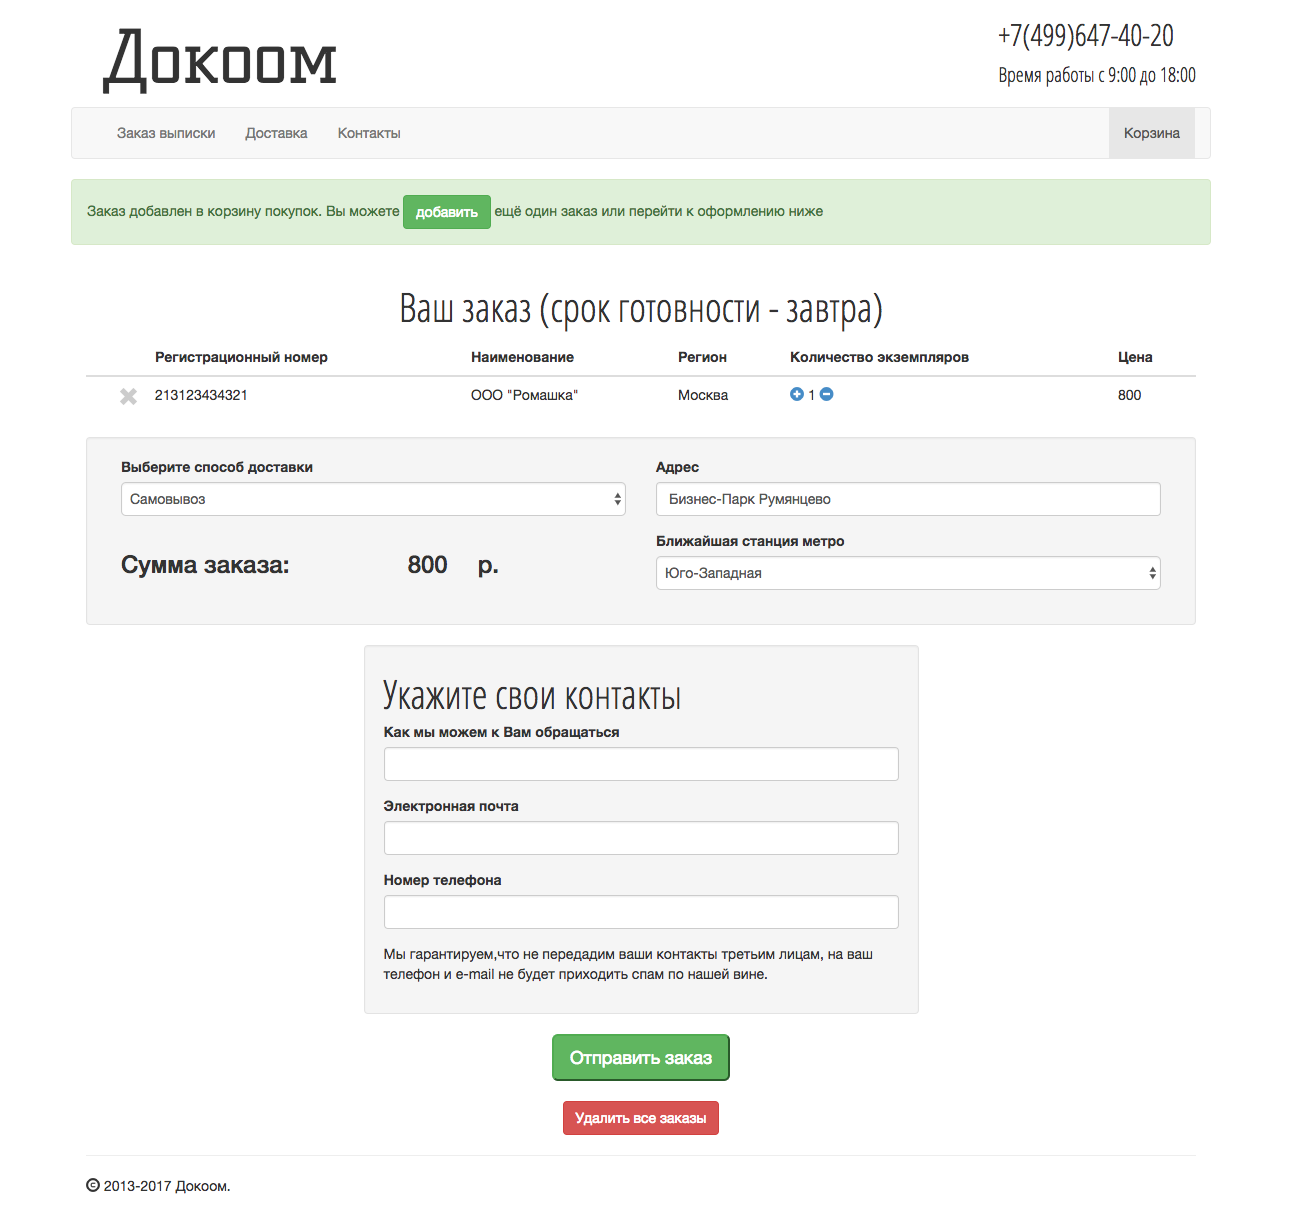 Докоом
+7(499)647-40-20
Время работы с 9:00 до 18:00
Заказ выписки Доставка Контакты Корзина
Заказ добавлен в корзину покупок. Вы можете добавить ещё один заказ или перейти к оформлению ниже
Ваш заказ (срок готовности - завтра)
Регистрационный номер Наименование Регион Количество экземпляров Цена
213123434321 ООО "Ромашка" Москва 1 800
Выберите способ доставки Адрес
Самовывоз Бизнес-Парк Румянцево
Ближайшая станция метро
Сумма заказа: 800 р.
Юго-Западная
Укажите свои контакты
Как мы можем к Вам обращаться
Электронная почта
Номер телефона
Мы гарантируем,что не передадим ваши контакты третьим лицам, на ваш
телефон и e-mail не будет приходить спам по нашей вине.
Отправить заказ
Удалить все заказы
© 2013-2017 Докоом.